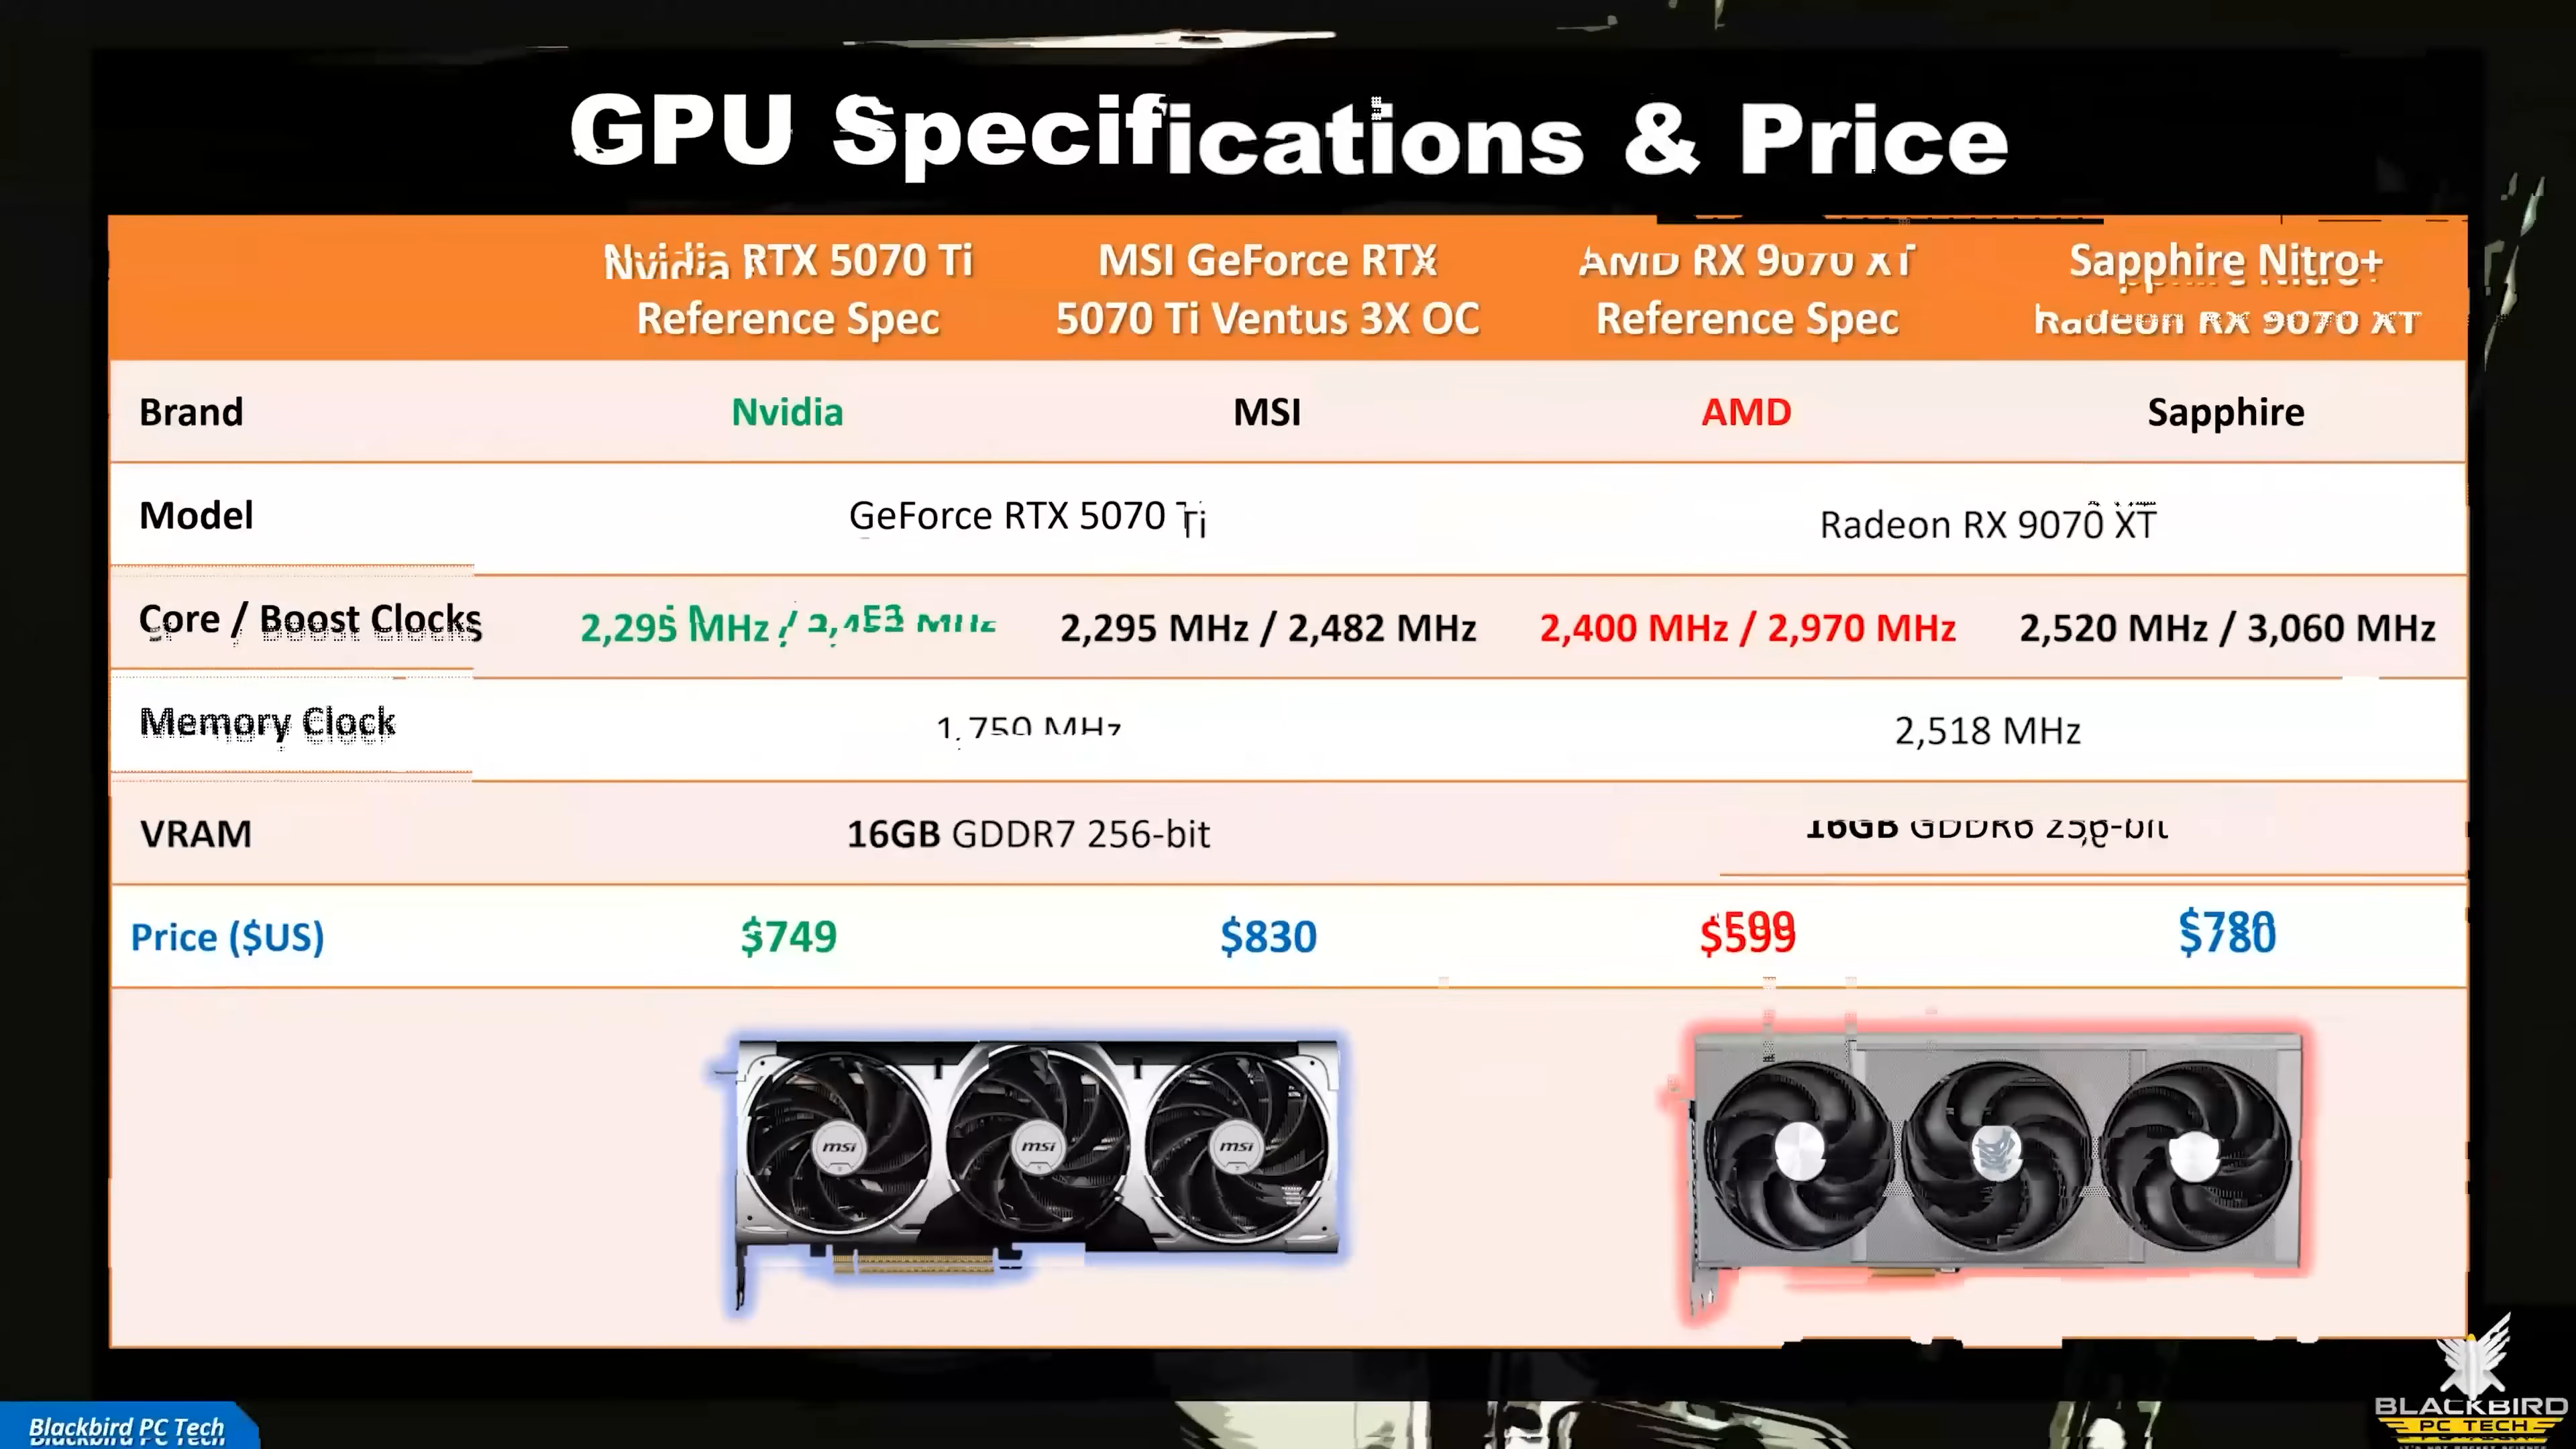 GPU Specifications & Price
Nvidia RTX 5070 Ti
Reference Spec
MSI GeForce RTX
5070 Ti Ventus 3X OC
AMD RX 9070 XT
Reference Spec
Sapphire Nitro+
Radeon RX 9070 XT
Brand Nvidia MSI AMD Sapphire
Model GeForce RTX 5070 Ti Radeon RX 9070 XT
Core / Boost Clocks 2,295 MHz / MHz 2,295 MHz / 2,482 MHz 2,400 MHz / 2,970 MHz 2,520 MHz / 3,060 MHz
Memory Clock 1,750 MHz 2,518 MHz
VRAM 16GB GDDR7 256-bit 16GB GDDR6 256-bit
Price ($US) $749 $830 $599 $780
msi msi msi
Blackbird PC Tech
BLACKBIRD
PC TECH